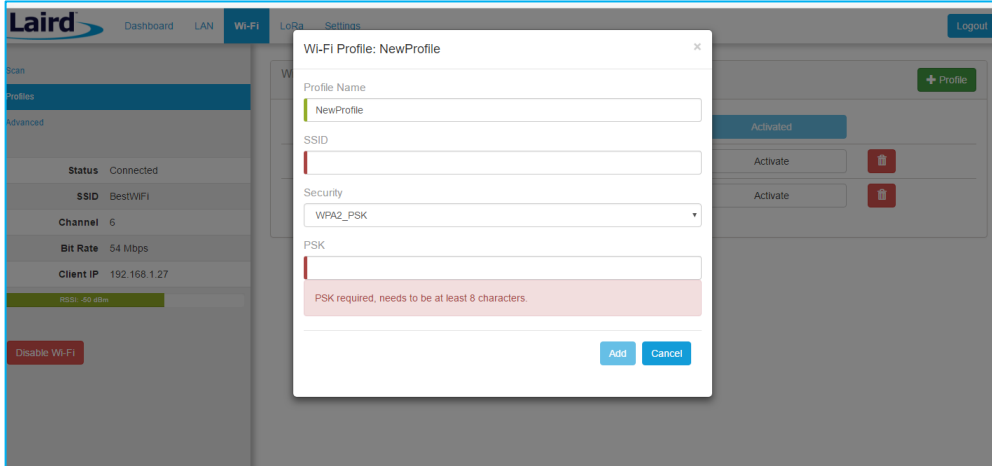 Laird
Dashboard LAN Wi-Fi LoRa Settings Logout
Scan
Profiles
Advanced
Status Connected
SSID BestWiFi
Channel 6
Bit Rate 54 Mbps
Client IP 192.168.1.27
RSSI: -50 dBm
Disable Wi-Fi
Profile
Activated
Activate
Activate
Wi-Fi Profile: NewProfile ×
Profile Name
NewProfile
SSID
Security
WPA2_PSK
PSK
PSK required, needs to be at least 8 characters.
Add Cancel